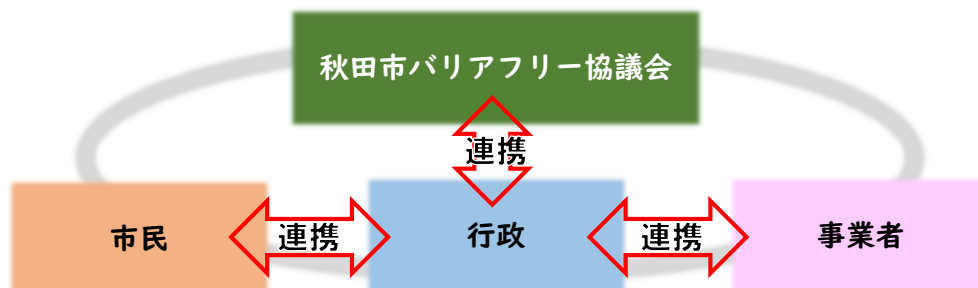 秋田市バリアフリー協議会
連携
市民
連携
行政
連携
事業者